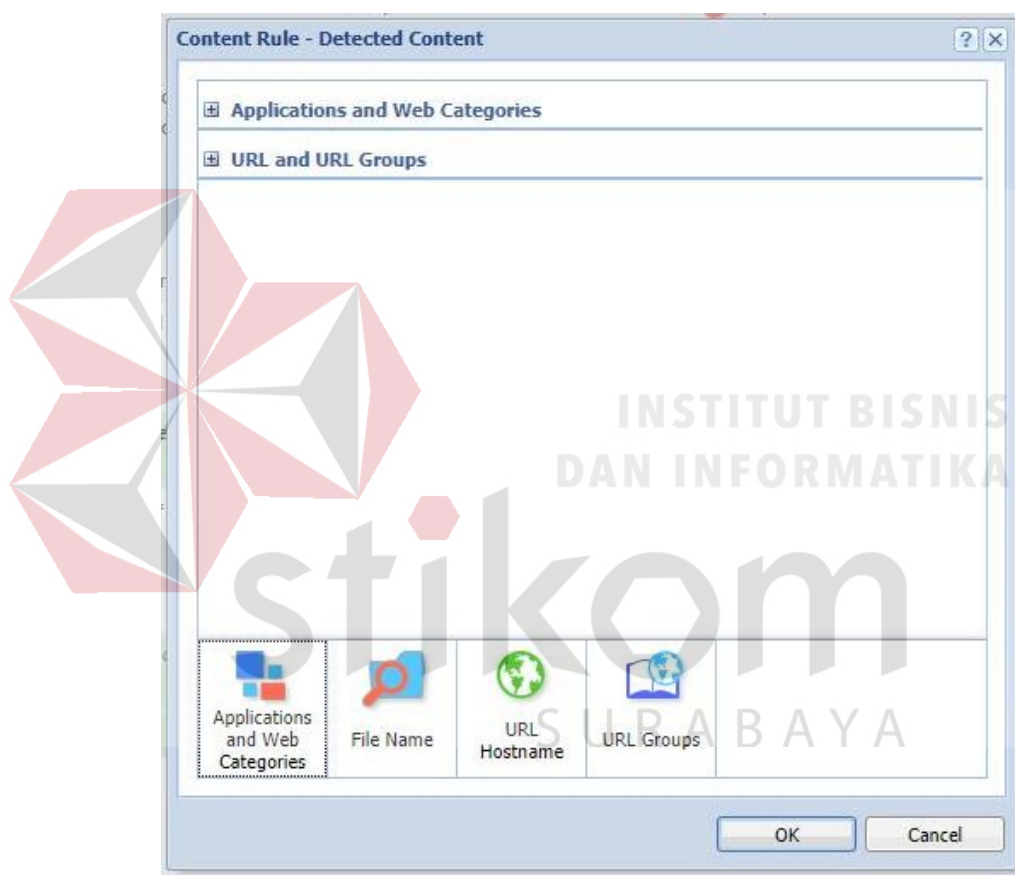 Content Rule - Detected Content
Applications and Web Categories
URL and URL Groups
INSTITUT BISNIS
DAN INFORMATIKA
stikom
SURABAYA
Applications
and Web
Categories
File Name
URL
Hostname
URL Groups
OK
Cancel